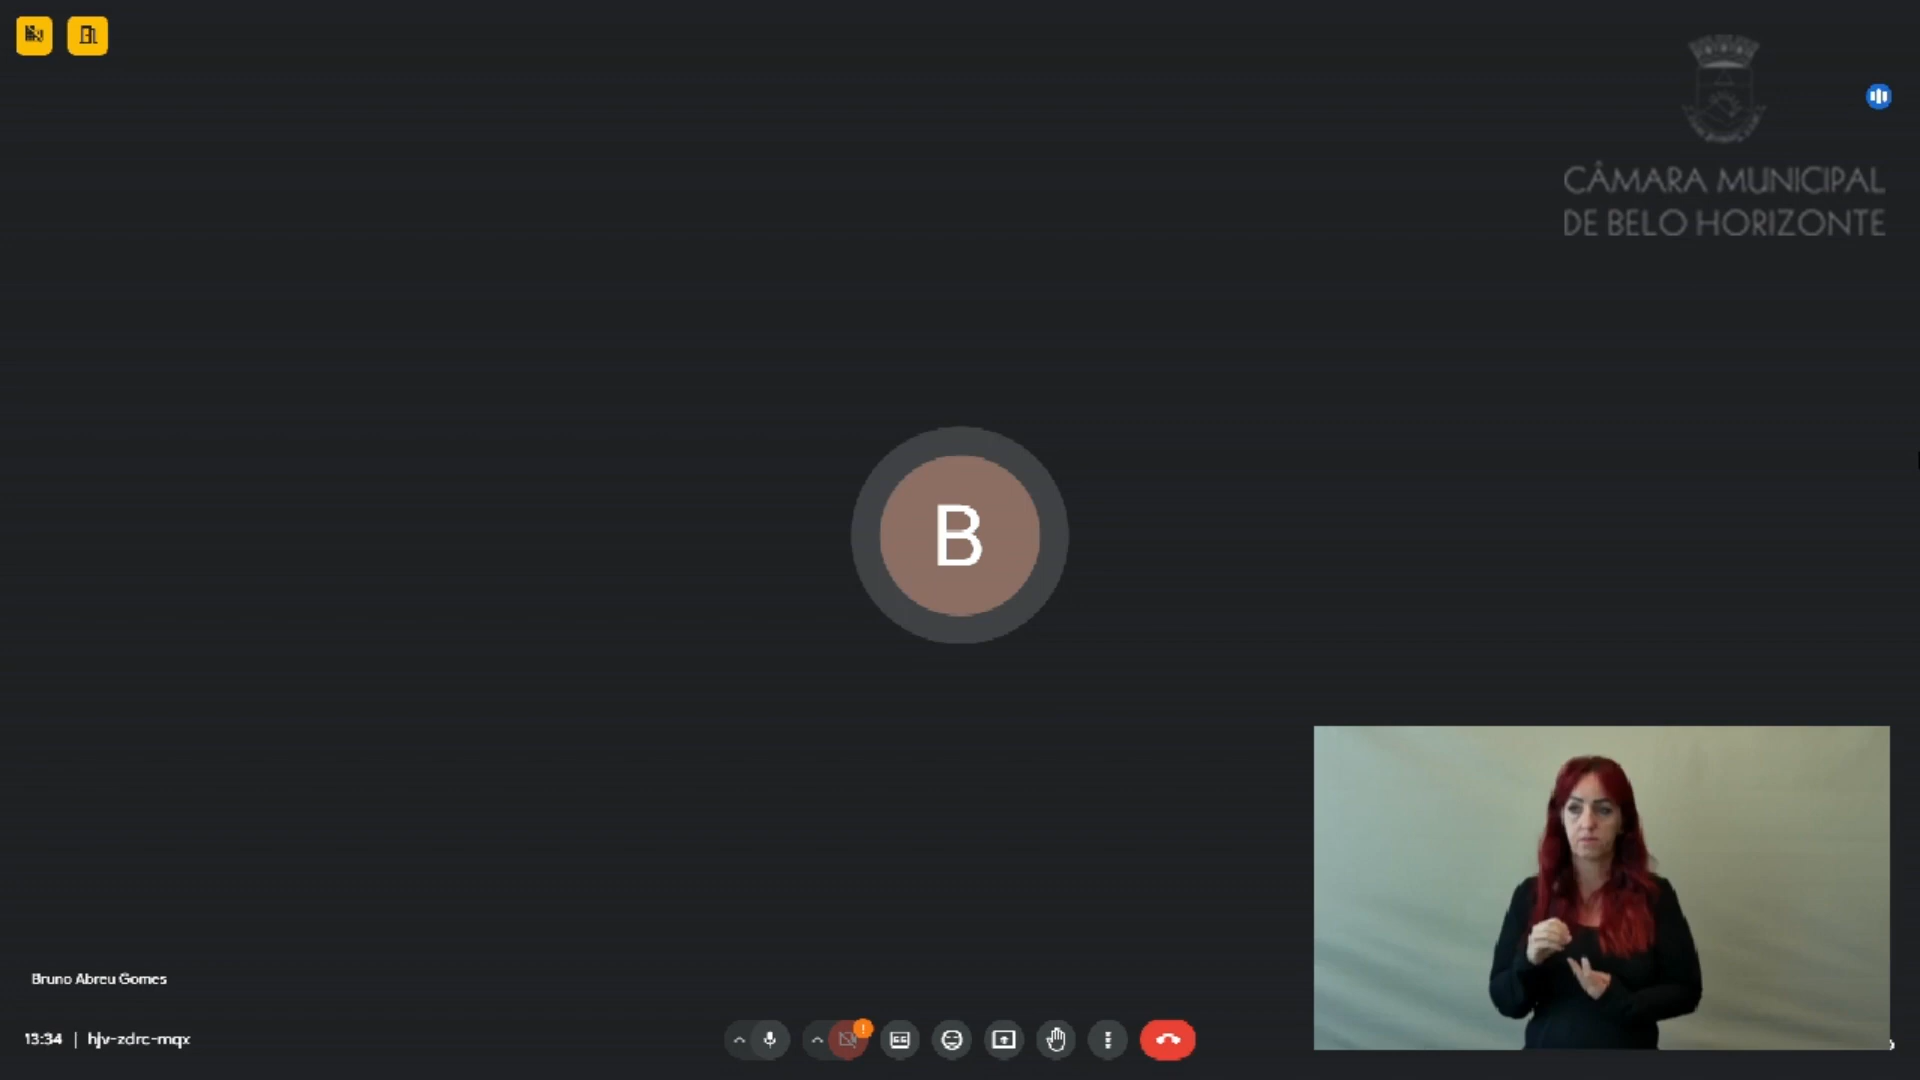 CÂMARA MUNICIPAL
DE BELO HORIZONTE
B
Bruno Abreu Gomes
13:34 | hjv-zdrc-mqx